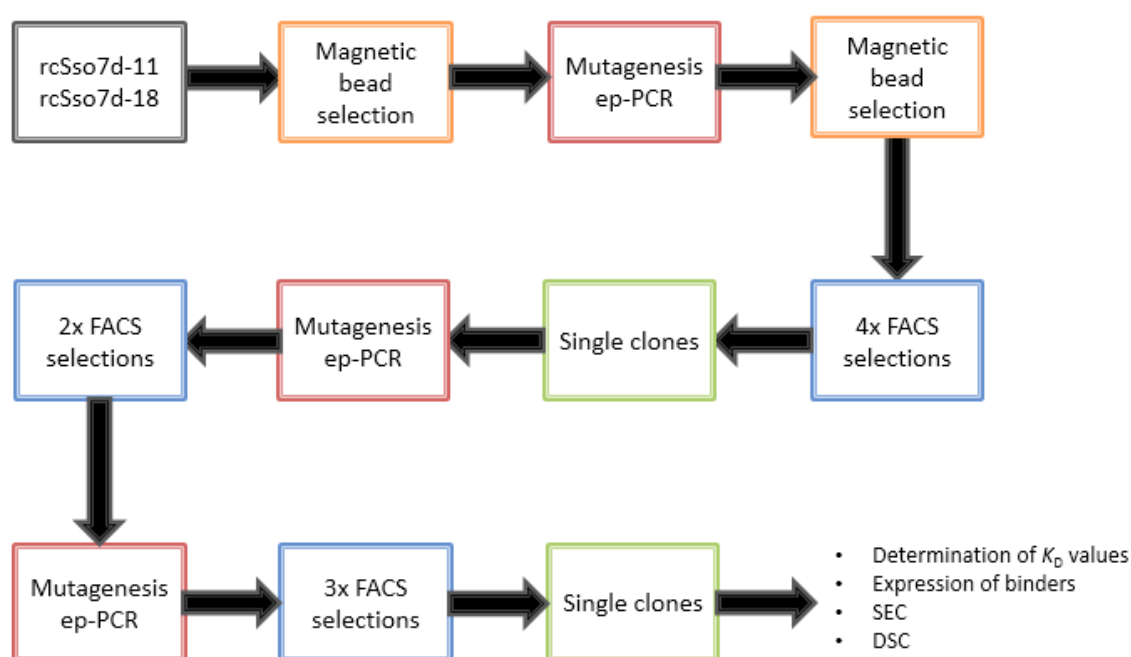 rcSso7d-11
rcSso7d-18
Magnetic
bead
selection
Mutagenesis
ep-PCR
Magnetic
bead
selection
4x FACS
selections
Single clones
Mutagenesis
ep-PCR
2x FACS
selections
Mutagenesis
ep-PCR
3x FACS
selections
Single clones
• Determination of KD values
• Expression of binders
• SEC
• DSC